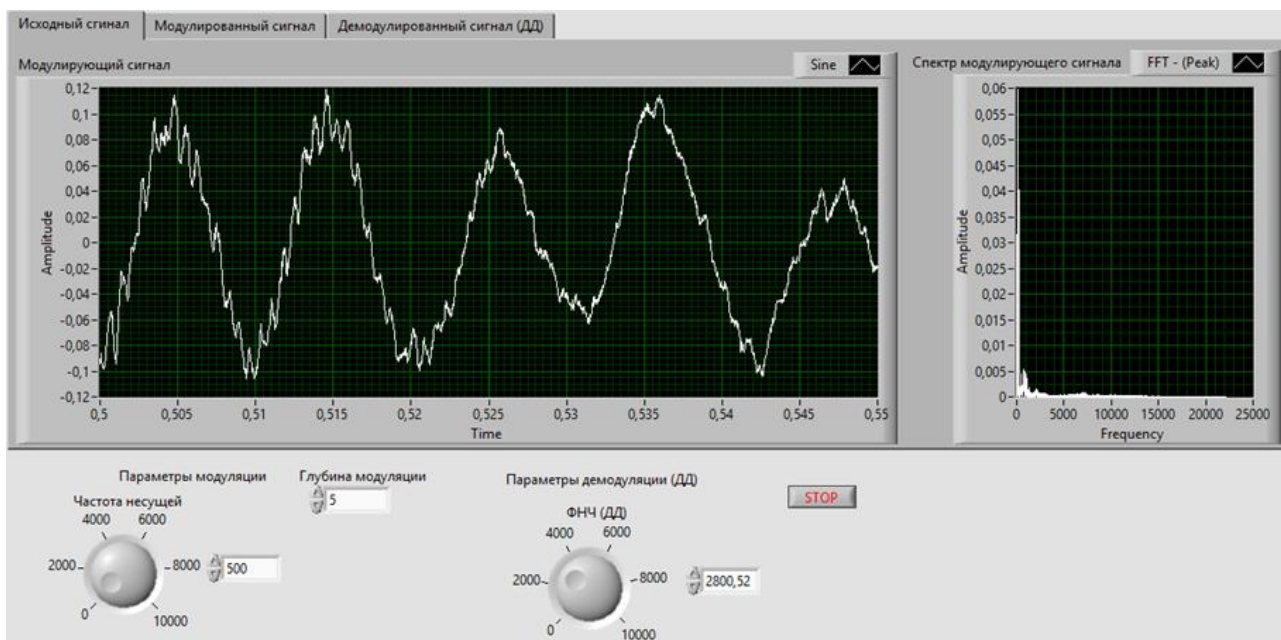 Исходный сгинал Модулированный сигнал Демодулированный сигнал (ДД)
Модулирующий сигнал Sine Спектр модулирующего сигнала FFT - (Peak)
0,12
0,1
0,08
0,06
0,04
0,02
0
-0,02
-0,04
-0,06
-0,08
-0,1
-0,12
Amplitude
0,5 0,505 0,51 0,515 0,52 0,525 0,53 0,535 0,54 0,545 0,55
Time
0,06
0,055
0,05
0,045
0,04
0,035
0,03
0,025
0,02
0,015
0,01
0,005
0
Amplitude
0 5000 10000 15000 20000 25000
Frequency
Параметры модуляции Глубина модуляции
5
Частота несущей
0 2000 4000 6000 8000 10000
500
Параметры демодуляции (ДД)
ФНЧ (ДД)
0 2000 4000 6000 8000 10000
2800,52
STOP